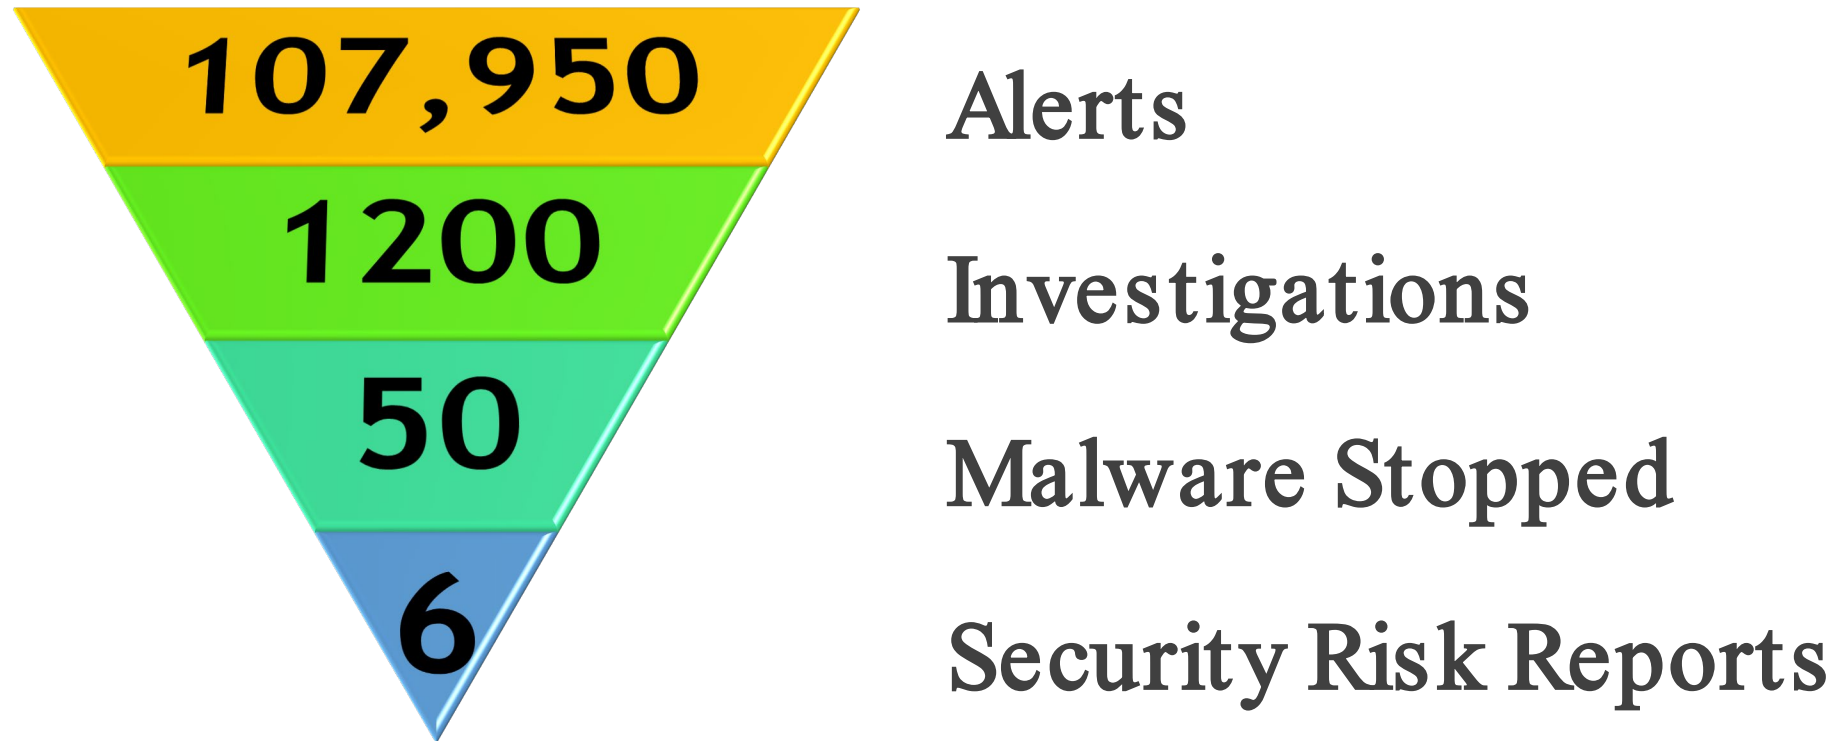 107,950
Alerts
1200
Investigations
50
Malware Stopped
6
Security Risk Reports